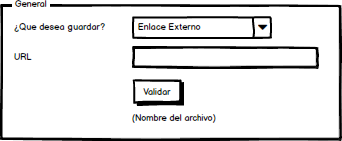 General
¿Que desea guardar?
Enlace Externo
URL
Validar
(Nombre del archivo)